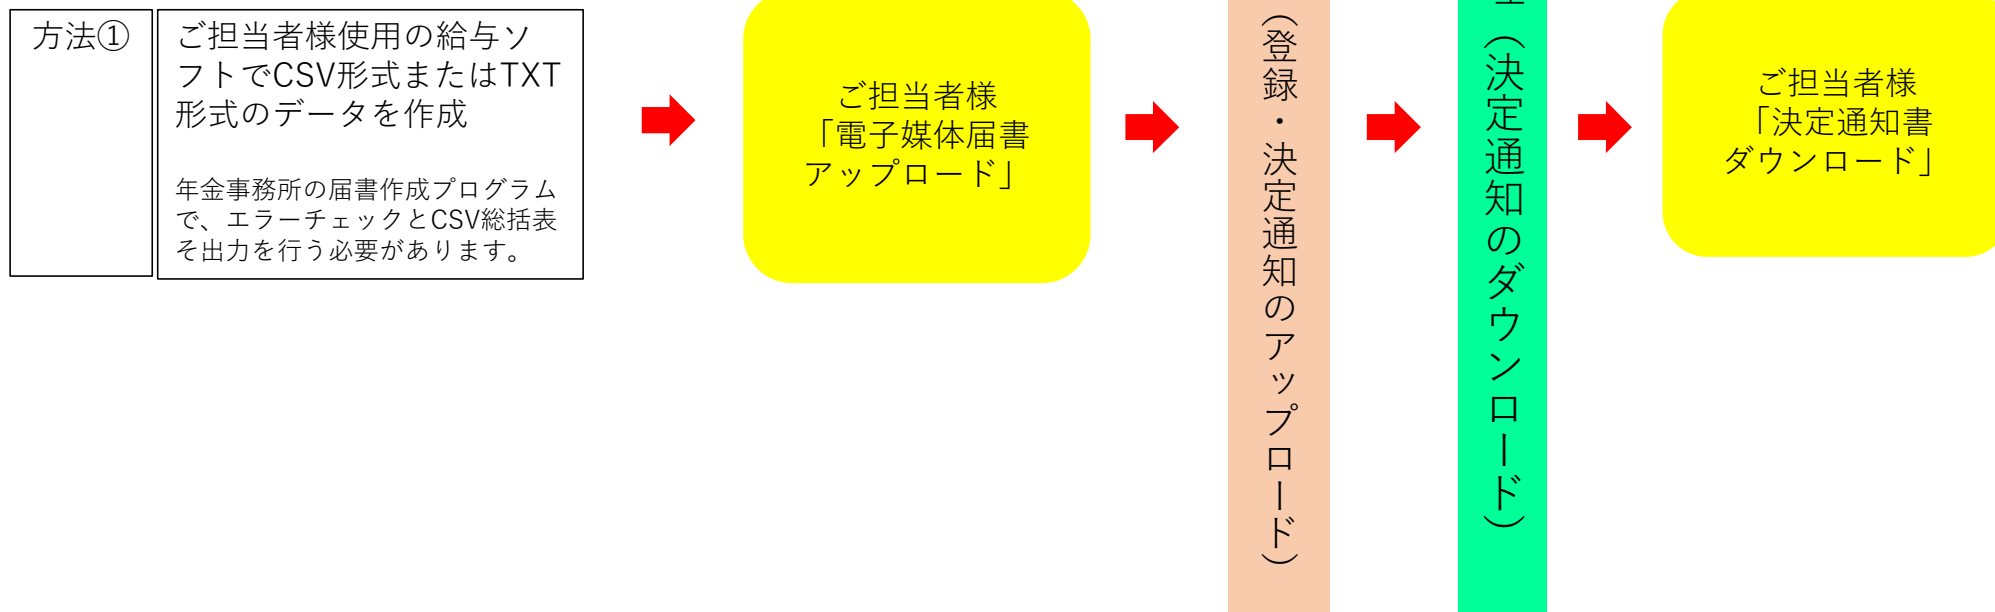 方法①
ご担当者様使用の給与ソ
フトでCSV形式またはTXT
形式のデータを作成
年金事務所の届書作成プログラム
で、エラーチェックとCSV総括表
そ出力を行う必要があります。
ご担当者様
「電子媒体届書
アップロード」
(登録・決定通知のアップロード)
(決定通知のダウンロード)
ご担当者様
「決定通知書
ダウンロード」